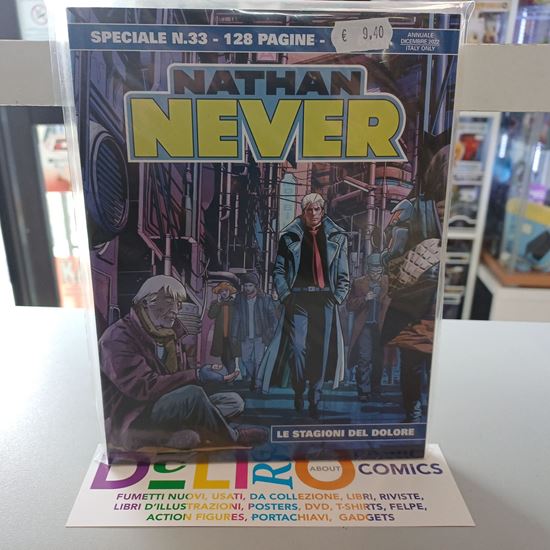 SPECIALE N.33 - 128 PAGINE -
€ 9,40
ANNUALE
DICEMBRE 2022
ITALY ONLY
NATHAN
NEVER
LE STAGIONI DEL DOLORE
ABOUT
COMICS
FUMETTI NUOVI, USATI, DA COLLEZIONE, LIBRI, RIVISTE,
LIBRI D'ILLUSTRAZIONI, POSTERS, DVD, T-SHIRTS, FELPE,
ACTION FIGURES, PORTACHIAVI, GADGETS